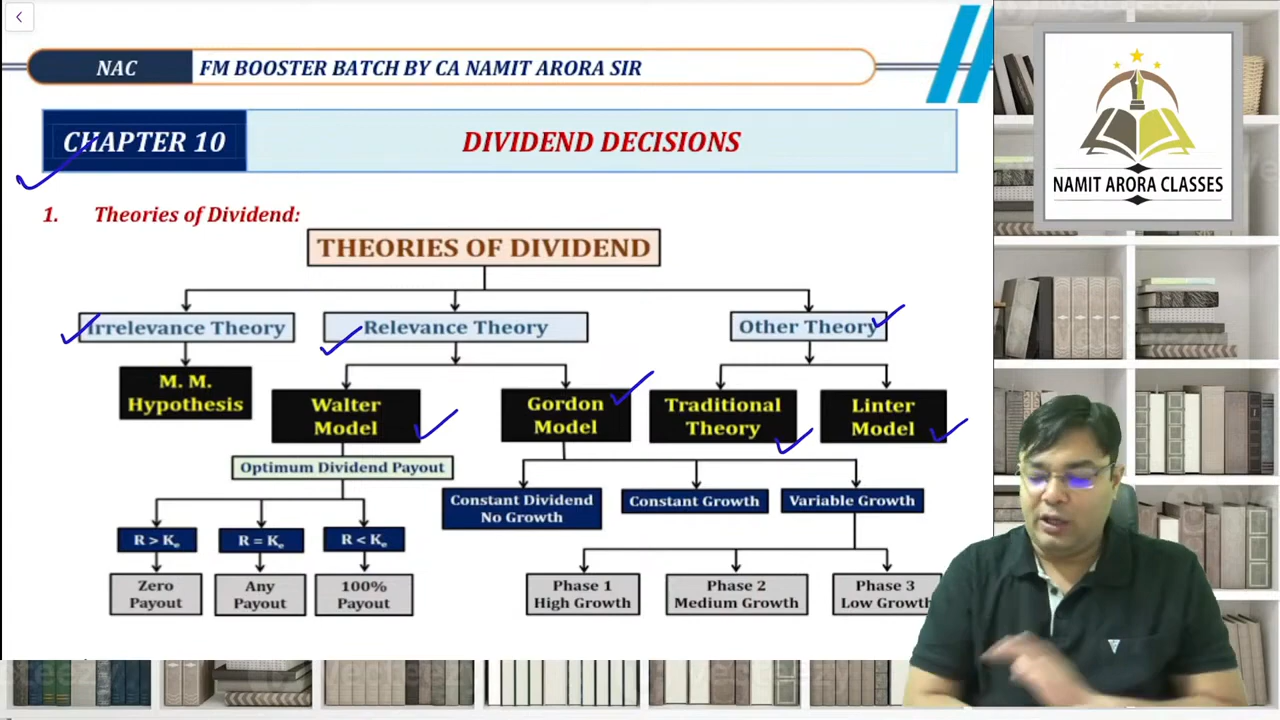 NAC
FM BOOSTER BATCH BY CA NAMIT ARORA SIR
CHAPTER 10
DIVIDEND DECISIONS
NAMIT ARORA CLASSES
1. Theories of Dividend:
THEORIES OF DIVIDEND
Irrelevance Theory
Relevance Theory
Other Theory
M. M.
Hypothesis
Walter
Model
Gordon
Model
Traditional
Theory
Linter
Model
Optimum Dividend Payout
Constant Dividend
No Growth
Constant Growth
Variable Growth
R > Ke
R = Ke
R < Ke
Zero
Payout
Any
Payout
100%
Payout
Phase 1
High Growth
Phase 2
Medium Growth
Phase 3
Low Growth